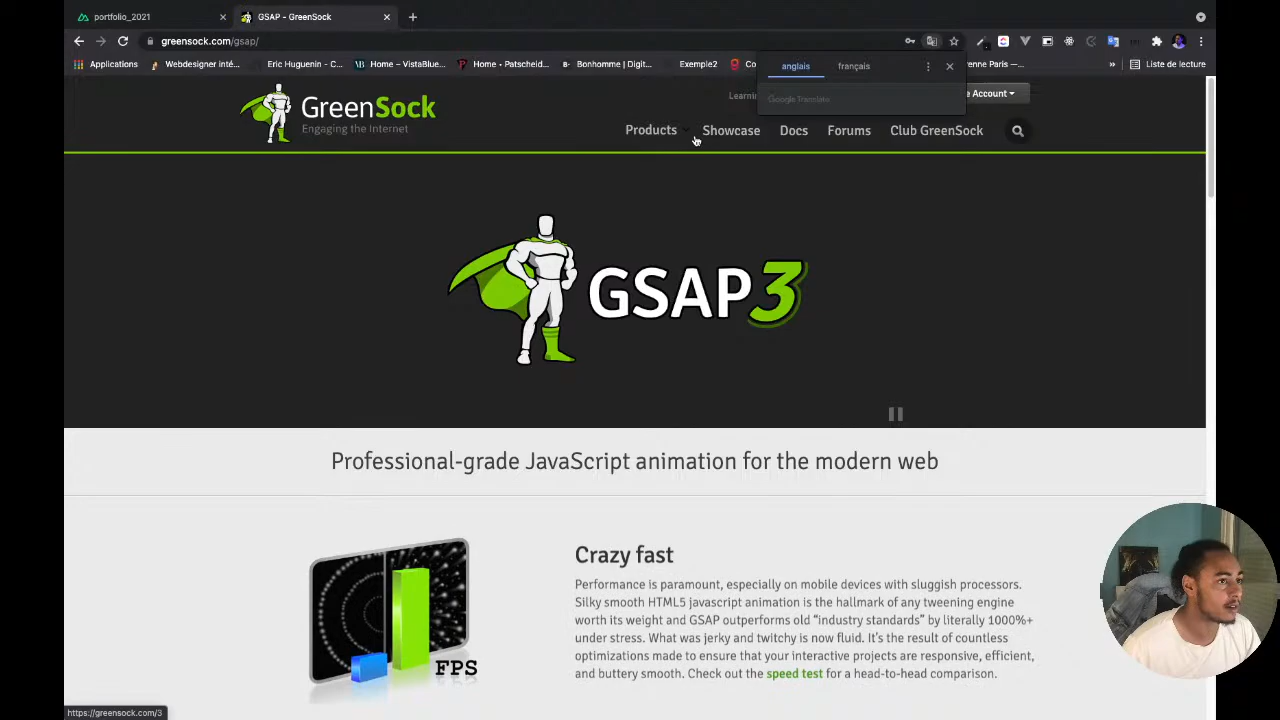 portfolio_2021
GSAP - GreenSock
greensock.com/gsap/
Applications
Webdesigner intéf...
Eric Huguenin - C...
Home – VistaBlue...
Home • Patscheid...
Bonhomme | Digit...
Exemple2
enne Paris —...
Liste de lecture
anglais
français
Google Translate
GreenSock
Engaging the Internet
Learnin
e Account
Products
Showcase
Docs
Forums
Club GreenSock
GSAP3
Professional-grade JavaScript animation for the modern web
Crazy fast
Performance is paramount, especially on mobile devices with sluggish processors.
Silky smooth HTML5 javascript animation is the hallmark of any tweening engine
worth its weight and GSAP outperforms old “industry standards” by literally 1000%+
under stress. What was jerky and twitchy is now fluid. It's the result of countless
optimizations made to ensure that your interactive projects are responsive, efficient,
and buttery smooth. Check out the speed test for a head-to-head comparison.
FPS
https://greensock.com/3